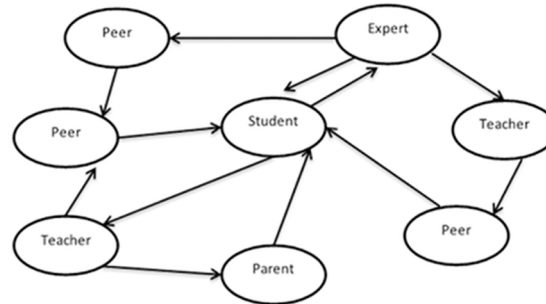 Peer
Expert
Peer
Student
Teacher
Teacher
Peer
Parent